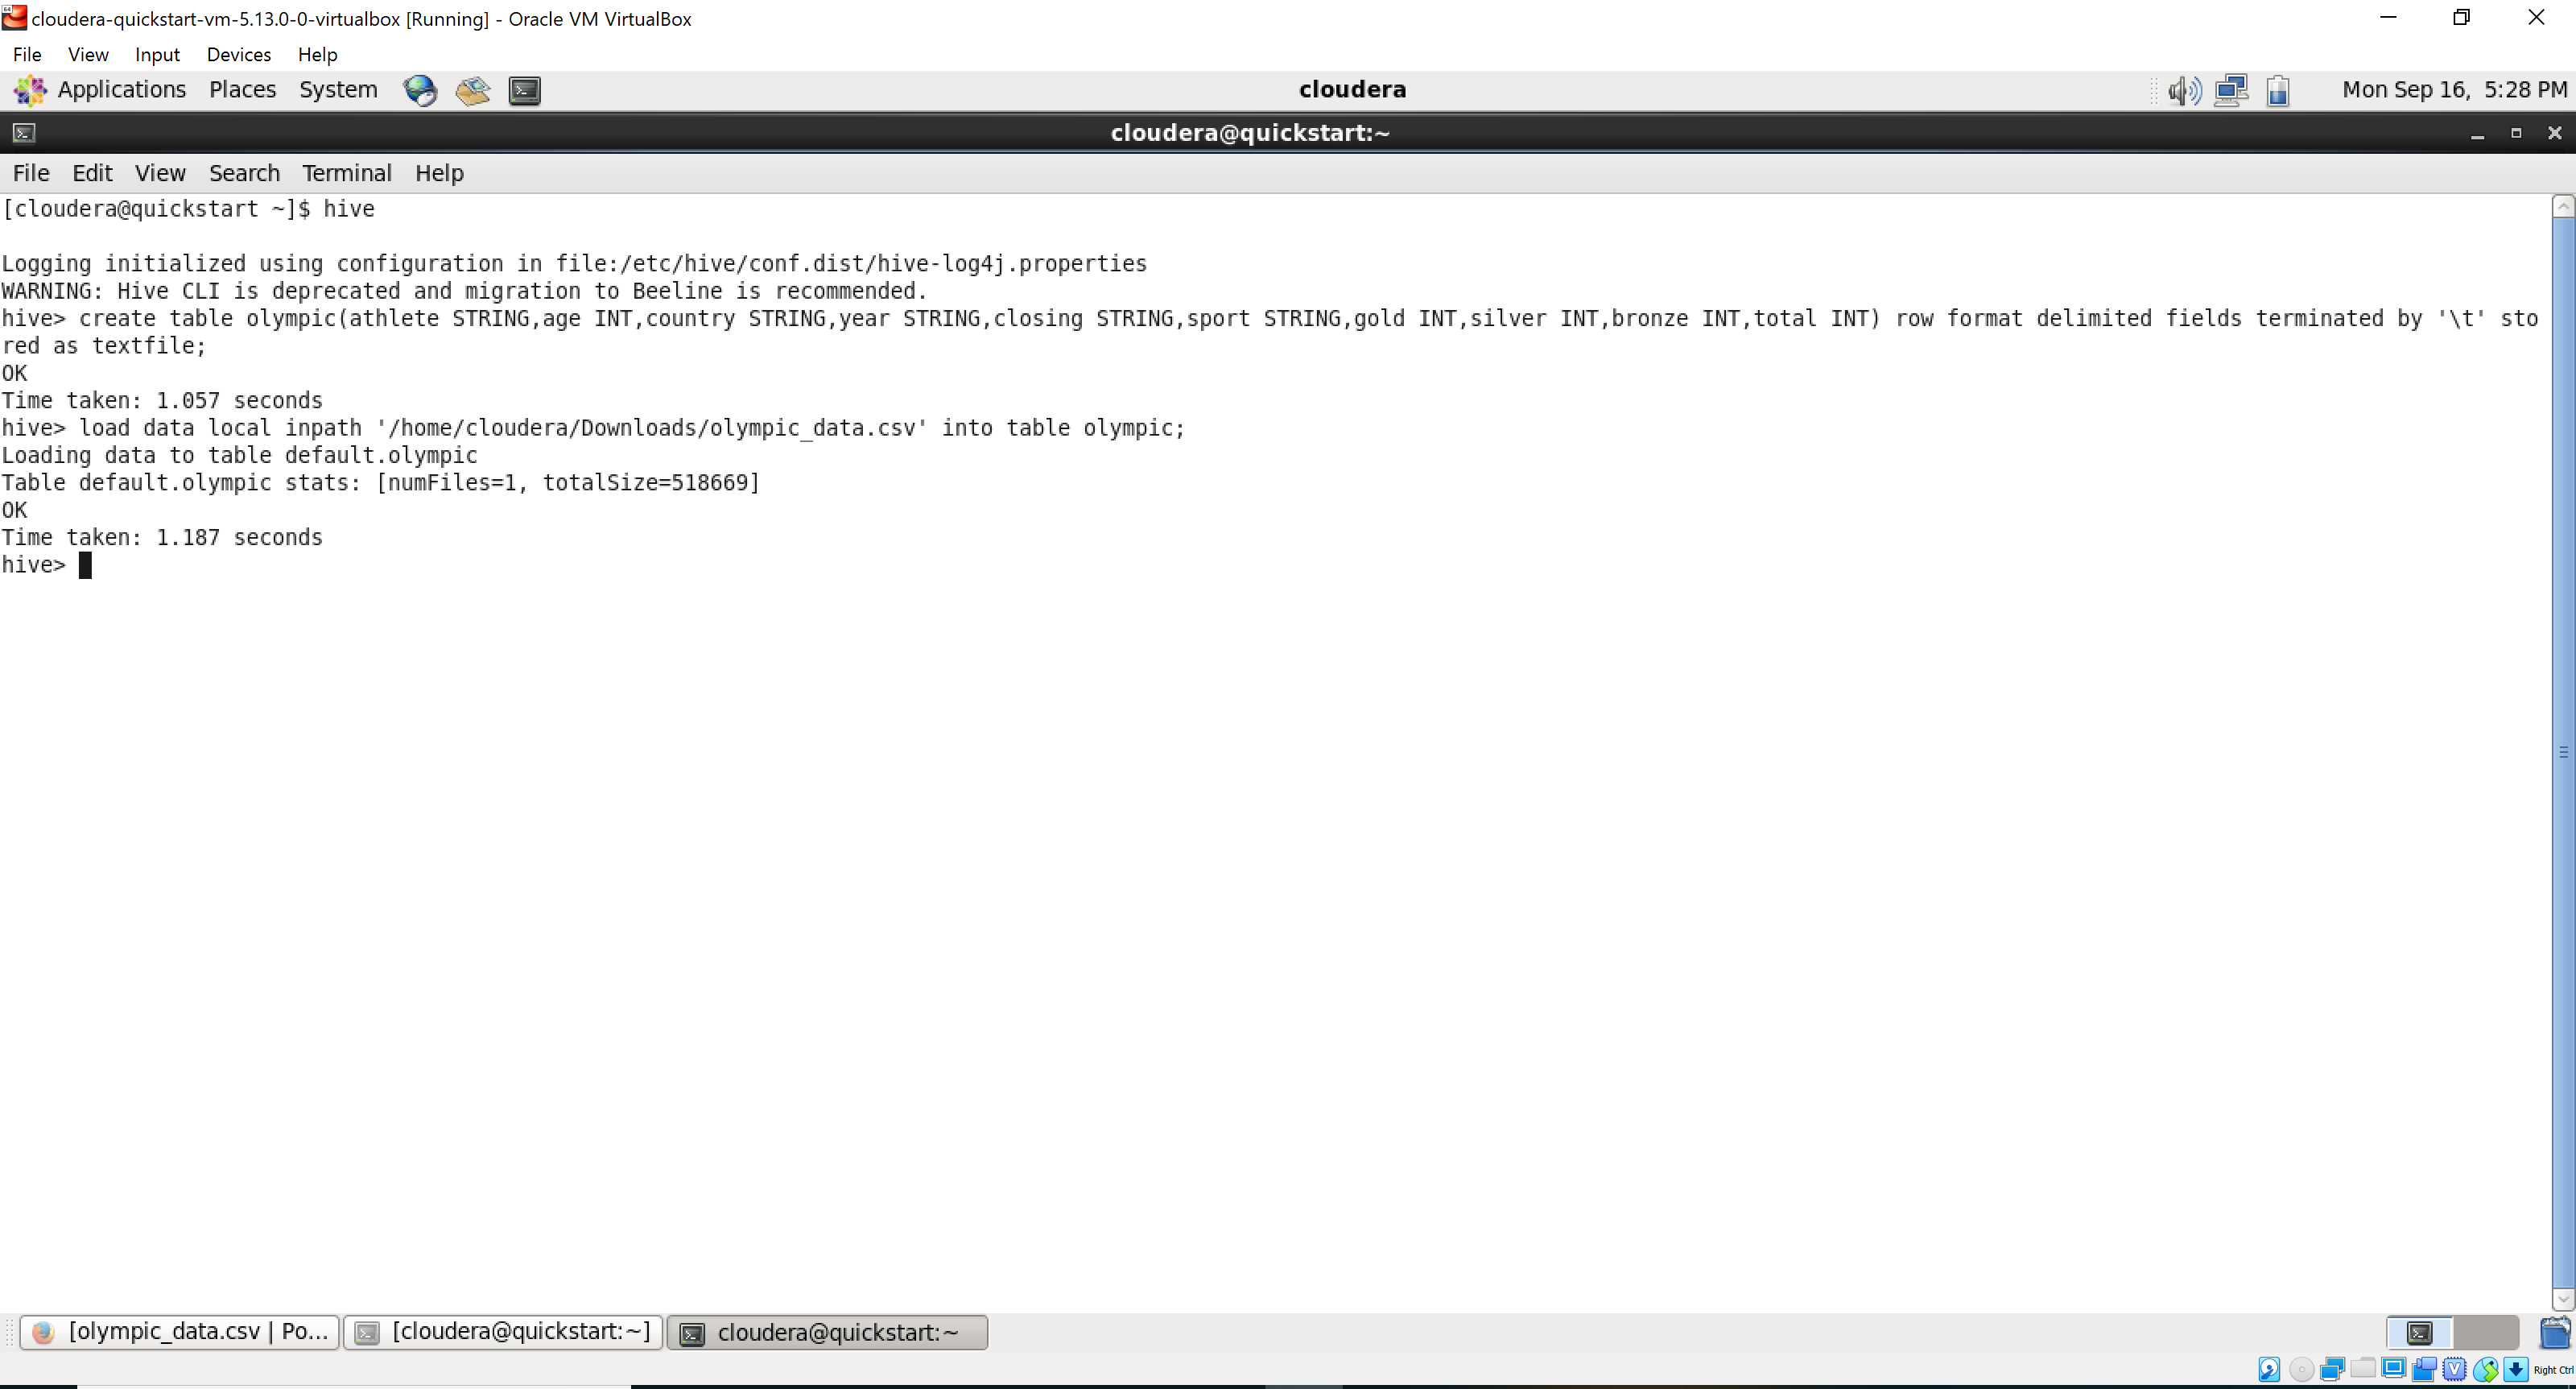 cloudera-quickstart-vm-5.13.0-0-virtualbox [Running] - Oracle VM VirtualBox
File View Input Devices Help
Applications Places System cloudera Mon Sep 16, 5:28 PM
cloudera@quickstart:~
File Edit View Search Terminal Help
[cloudera@quickstart ~]$ hive
Logging initialized using configuration in file:/etc/hive/conf.dist/hive-log4j.properties
WARNING: Hive CLI is deprecated and migration to Beeline is recommended.
hive> create table olympic(athlete STRING,age INT,country STRING,year STRING,closing STRING,sport STRING,gold INT,silver INT,bronze INT,total INT) row format delimited fields terminated by '\t' sto
red as textfile;
OK
Time taken: 1.057 seconds
hive> load data local inpath '/home/cloudera/Downloads/olympic_data.csv' into table olympic;
Loading data to table default.olympic
Table default.olympic stats: [numFiles=1, totalSize=518669]
OK
Time taken: 1.187 seconds
hive>
[olympic_data.csv | Po... [cloudera@quickstart:~] cloudera@quickstart:~
Right Ctrl